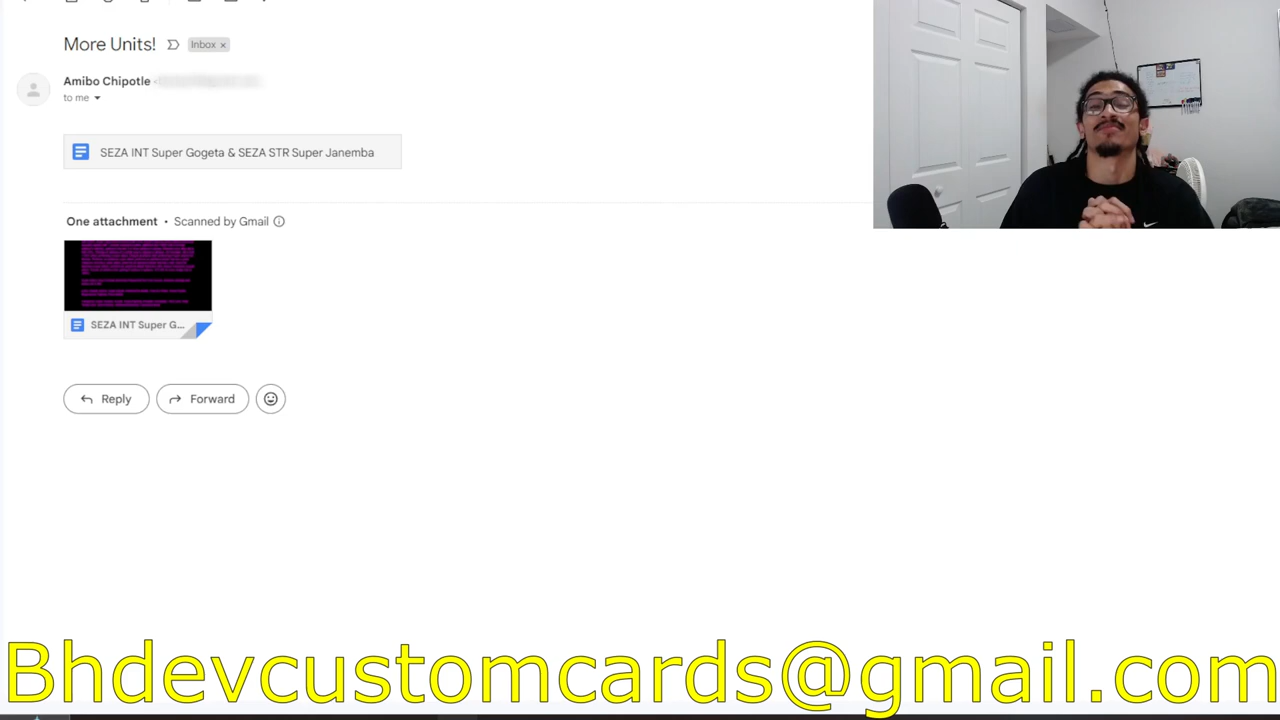 More Units!
Inbox ×
Amibo Chipotle
to me
SEZA INT Super Gogeta & SEZA STR Super Janemba
One attachment • Scanned by Gmail
SEZA INT Super G...
Reply
Forward
Bhdevcustomcards@gmail.com